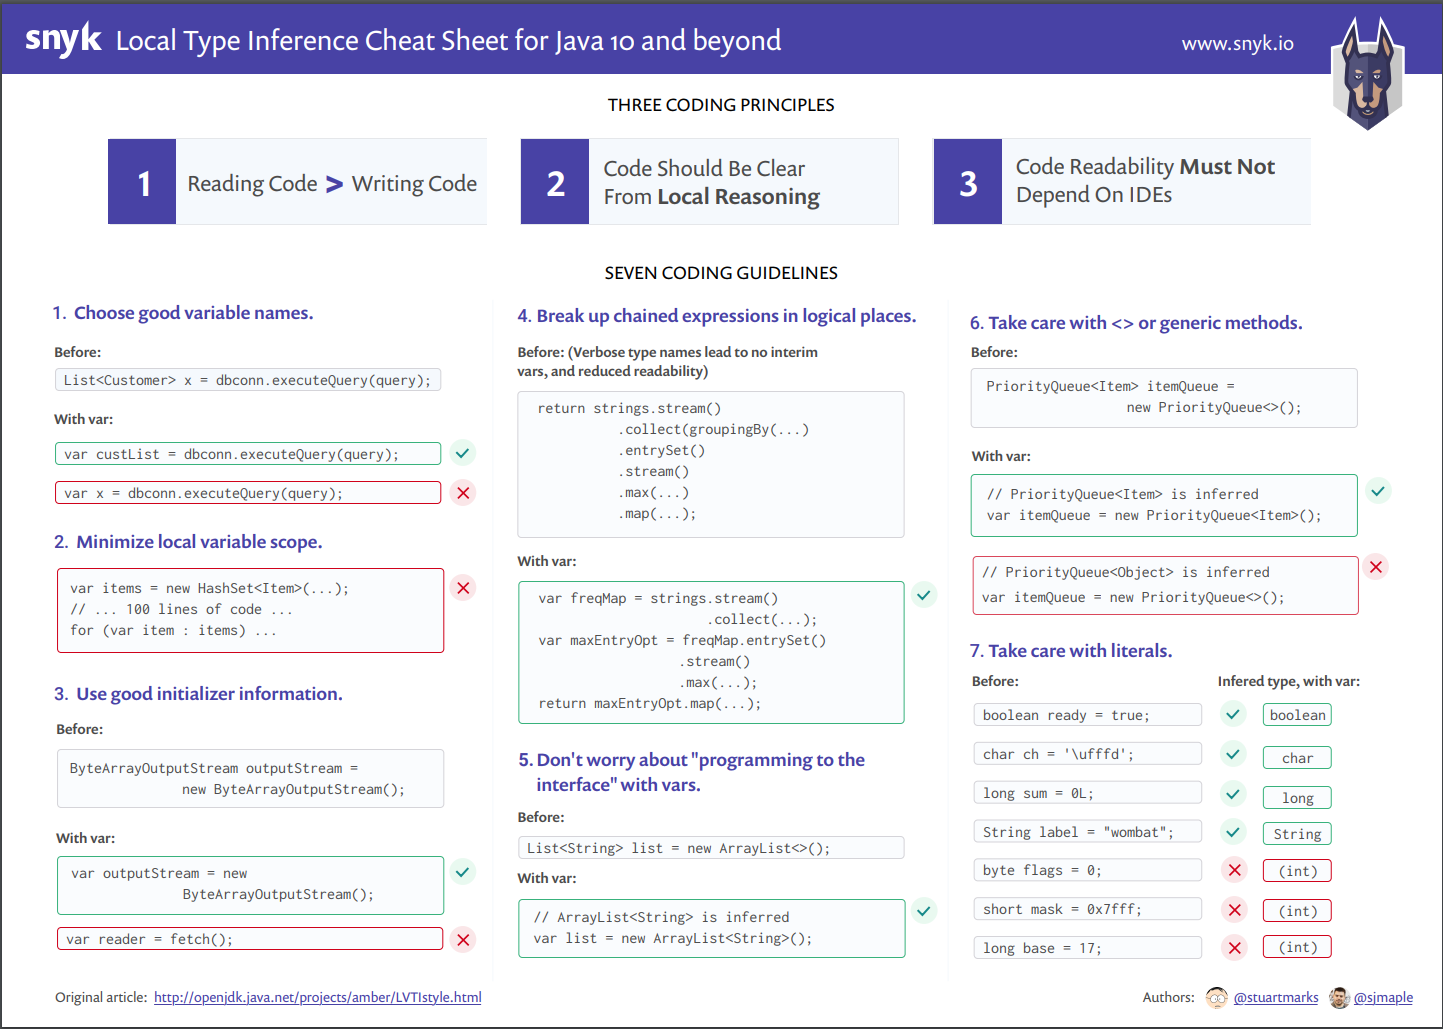 snyk Local Type Inference Cheat Sheet for Java 10 and beyond
www.snyk.io
THREE CODING PRINCIPLES
1 Reading Code > Writing Code
2 Code Should Be Clear
From Local Reasoning
3 Code Readability Must Not
Depend On IDEs
SEVEN CODING GUIDELINES
1. Choose good variable names.
Before:
List<Customer> x = dbconn.executeQuery(query);
With var:
var custList = dbconn.executeQuery(query);
var x = dbconn.executeQuery(query);
2. Minimize local variable scope.
var items = new HashSet<Item>(...);
// ... 100 lines of code ...
for (var item : items) ...
3. Use good initializer information.
Before:
ByteArrayOutputStream outputStream =
new ByteArrayOutputStream();
With var:
var outputStream = new
ByteArrayOutputStream();
var reader = fetch();
4. Break up chained expressions in logical places.
Before: (Verbose type names lead to no interim
vars, and reduced readability)
return strings.stream()
.collect(groupingBy(...)
.entrySet()
.stream()
.max(...)
.map(...);
With var:
var freqMap = strings.stream()
.collect(...);
var maxEntryOpt = freqMap.entrySet()
.stream()
.max(...);
return maxEntryOpt.map(...);
5. Don't worry about "programming to the
interface" with vars.
Before:
List<String> list = new ArrayList<>();
With var:
// ArrayList<String> is inferred
var list = new ArrayList<String>();
6. Take care with <> or generic methods.
Before:
PriorityQueue<Item> itemQueue =
new PriorityQueue<>();
With var:
// PriorityQueue<Item> is inferred
var itemQueue = new PriorityQueue<Item>();
// PriorityQueue<Object> is inferred
var itemQueue = new PriorityQueue<>();
7. Take care with literals.
Before: Infered type, with var:
boolean ready = true; boolean
char ch = '\ufffd'; char
long sum = 0L; long
String label = "wombat"; String
byte flags = 0; (int)
short mask = 0x7fff; (int)
long base = 17; (int)
Original article: http://openjdk.java.net/projects/amber/LVTIstyle.html
Authors: @stuartmarks @sjmaple